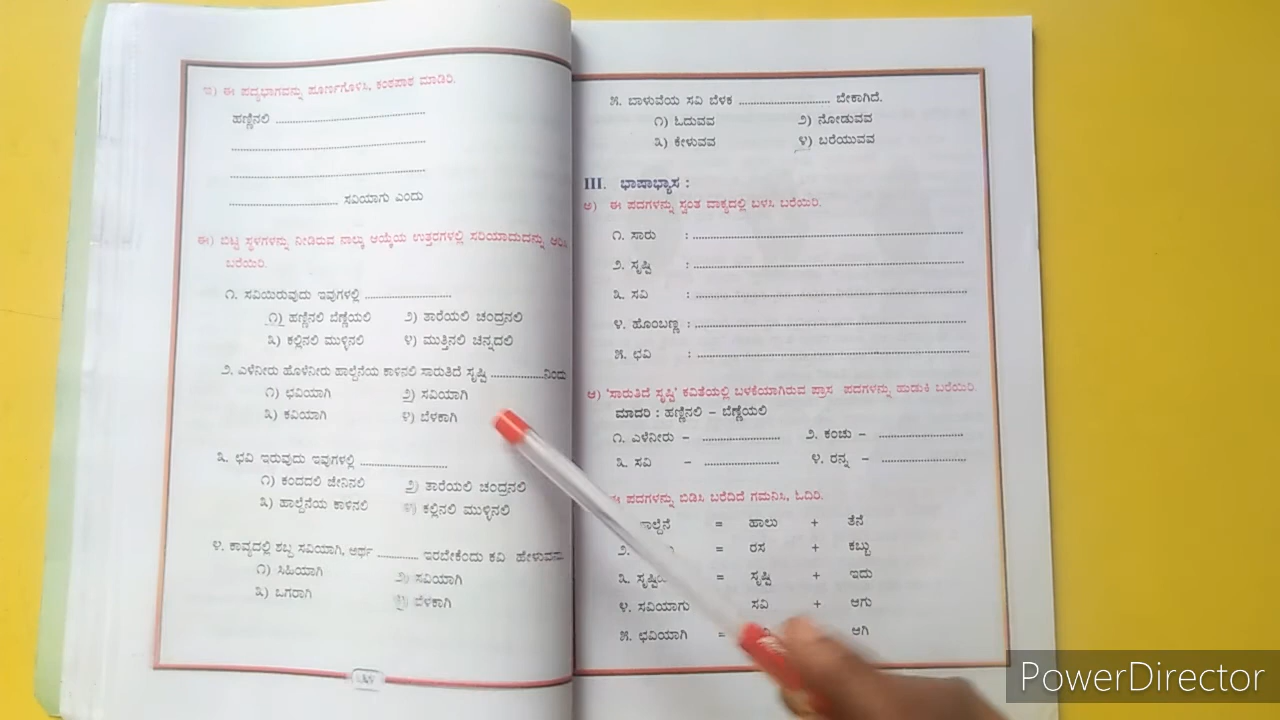 ಇ) ಈ ಪದ್ಯಭಾಗವನ್ನು ಪೂರ್ಣಗೊಳಿಸಿ, ಕಂಠಪಾಠ ಮಾಡಿರಿ.
ಹಣ್ಣಿನಲಿ ........................................
........................................
........................................
........................................ ಸವಿಯಾಗು ಎಂದು
ಈ) ಬಿಟ್ಟ ಸ್ಥಳಗಳನ್ನು ನೀಡಿರುವ ನಾಲ್ಕು ಆಯ್ಕೆಯ ಉತ್ತರಗಳಲ್ಲಿ ಸರಿಯಾದುದನ್ನು ಆರಿಸಿ
ಬರೆಯಿರಿ.
೧. ಸವಿಯಿರುವುದು ಇವುಗಳಲ್ಲಿ ..........................
೧) ಹಣ್ಣಿನಲಿ ಬೆಣ್ಣೆಯಲಿ ೨) ತಾರೆಯಲಿ ಚಂದ್ರನಲಿ
೩) ಕಲ್ಲಿನಲಿ ಮುಳ್ಳಿನಲಿ ೪) ಮುತ್ತಿನಲಿ ಚಿನ್ನದಲಿ
೨. ಎಳೆನೀರು ಹೊಳೆನೀರು ಹಾಲ್ದೆನೆಯ ಕಾಳಿನಲಿ ಸಾರುತಿದೆ ಸೃಷ್ಟಿ ..................ನಿಂದು
೧) ಛವಿಯಾಗಿ ೨) ಸವಿಯಾಗಿ
೩) ಕವಿಯಾಗಿ ೪) ಬೆಳಕಾಗಿ
೩. ಛವಿ ಇರುವುದು ಇವುಗಳಲ್ಲಿ ..........................
೧) ಕಂದದಲಿ ಜೇನಿನಲಿ ೨) ತಾರೆಯಲಿ ಚಂದ್ರನಲಿ
೩) ಹಾಲ್ದೆನೆಯ ಕಾಳಿನಲಿ ೪) ಕಲ್ಲಿನಲಿ ಮುಳ್ಳಿನಲಿ
೪. ಕಾವ್ಯದಲ್ಲಿ ಶಬ್ದ ಸವಿಯಾಗಿ, ಅರ್ಥ ............ ಇರಬೇಕೆಂದು ಕವಿ ಹೇಳುವನು.
೧) ಸಿಹಿಯಾಗಿ ೨) ಸವಿಯಾಗಿ
೩) ಒಗರಾಗಿ ೪) ಬೆಳಕಾಗಿ
೫. ಬಾಳುವೆಯ ಸವಿ ಬೆಳಕ ............................ ಬೇಕಾಗಿದೆ.
೧) ಓದುವವ ೨) ನೋಡುವವ
೩) ಕೇಳುವವ ೪) ಬರೆಯುವವ
III. ಭಾಷಾಭ್ಯಾಸ :
ಅ) ಈ ಪದಗಳನ್ನು ಸ್ವಂತ ವಾಕ್ಯದಲ್ಲಿ ಬಳಸಿ ಬರೆಯಿರಿ.
೧. ಸಾರು : ........................................
೨. ಸೃಷ್ಟಿ : ........................................
೩. ಸವಿ : ........................................
೪. ಹೊಂಬಣ್ಣ : ........................................
೫. ಛವಿ : ........................................
ಆ) 'ಸಾರುತಿದೆ ಸೃಷ್ಟಿ' ಕವಿತೆಯಲ್ಲಿ ಬಳಕೆಯಾಗಿರುವ ಪ್ರಾಸ ಪದಗಳನ್ನು ಹುಡುಕಿ ಬರೆಯಿರಿ.
ಮಾದರಿ : ಹಣ್ಣಿನಲಿ – ಬೆಣ್ಣೆಯಲಿ
೧. ಎಳೆನೀರು – ........................ ೨. ಕಂಚು – ........................
೩. ಸವಿ – ........................ ೪. ರನ್ನ – ........................
ಈ ಪದಗಳನ್ನು ಬಿಡಿಸಿ ಬರೆದಿದೆ ಗಮನಿಸಿ, ಓದಿರಿ.
= ಹಾಲು + ತೆನೆ
೨. = ರಸ + ಕಬ್ಬು
೩. = ಸೃಷ್ಟಿ + ಇದು
೪. ಸವಿಯಾಗು ಸವಿ + ಆಗು
೫. ಛವಿಯಾಗಿ = ಆಗಿ
PowerDirector